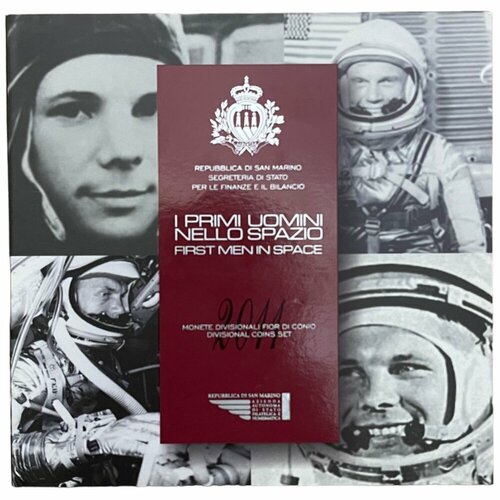 REPUBBLICA DI SAN MARINO
SEGRETERIA DI STATO
PER LE FINANZE E IL BILANCIO
I PRIMI UOMINI
NELLO SPAZIO
FIRST MEN IN SPACE
2011
MONETE DIVISIONALI FIOR DI CONIO
DIVISIONAL COINS SET
REPUBBLICA DI SAN MARINO
AZIENDA
AUTONOMA
DI STATO
FILATELICA E
NUMISMATICA